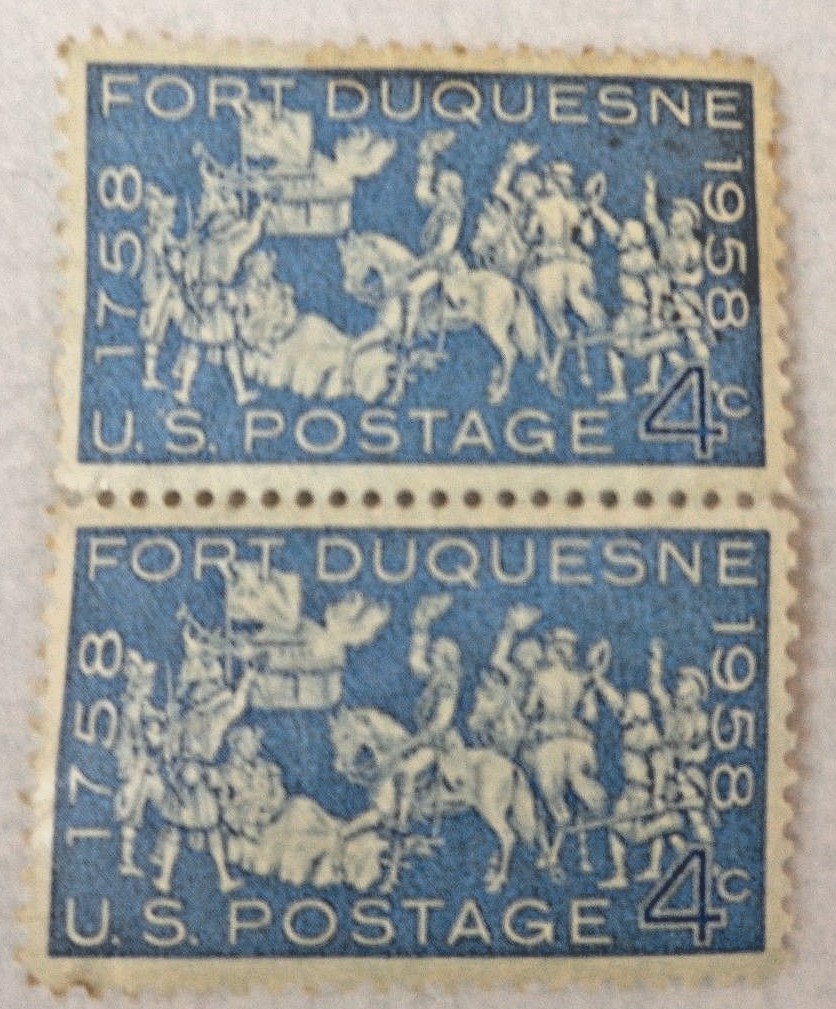 FORT DUQUESNE
1758
1958
U.S. POSTAGE 4c
FORT DUQUESNE
1758
1958
U.S. POSTAGE 4c